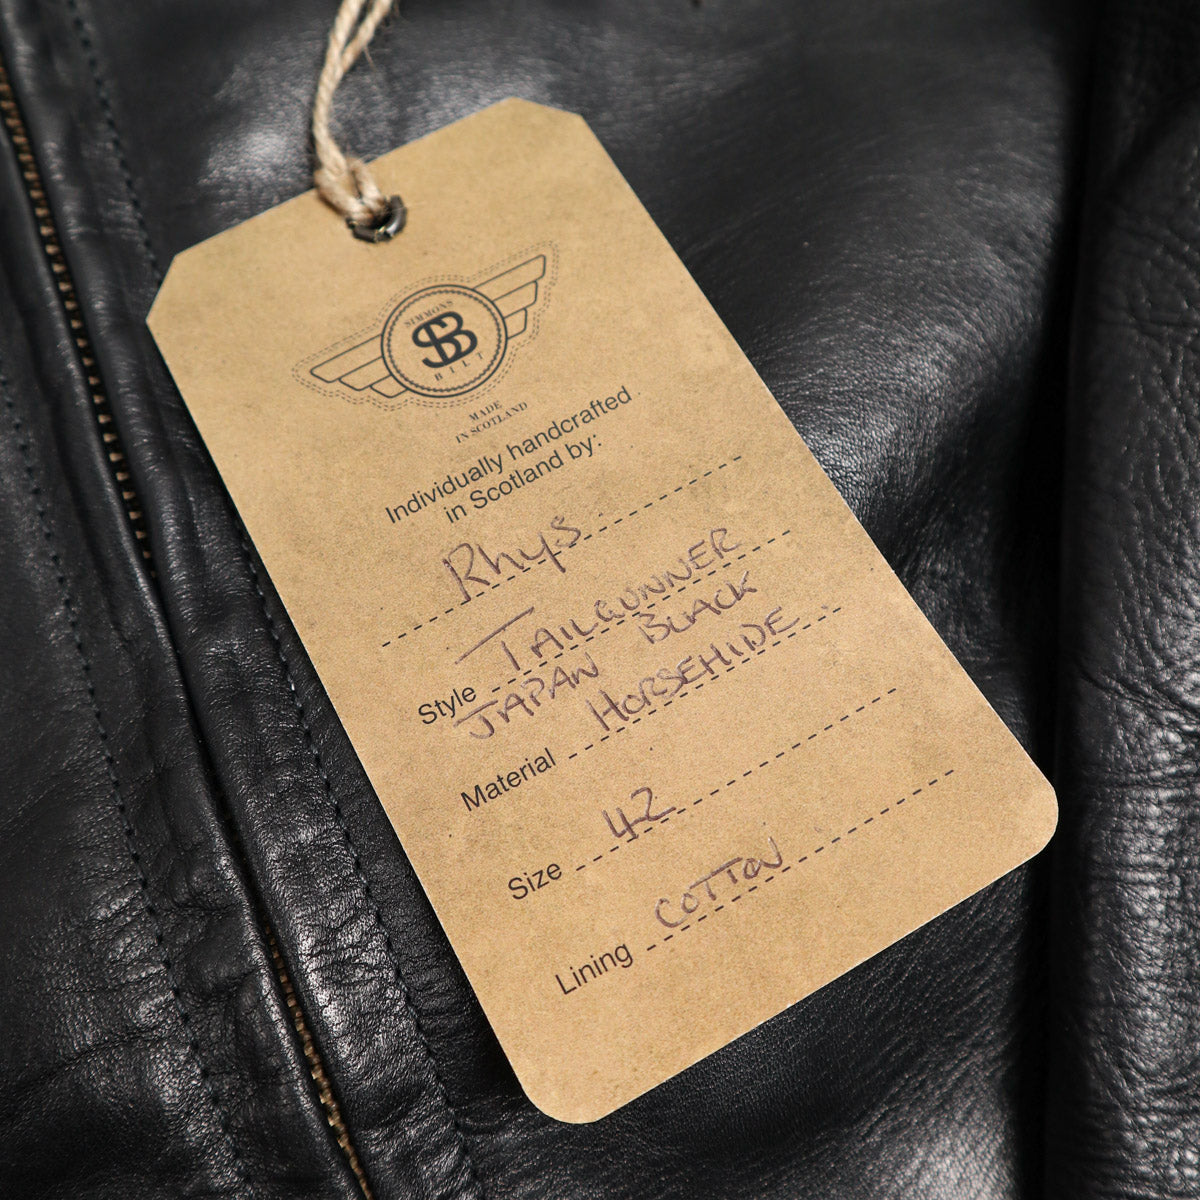 SIMMONS
SB
BILT
MADE
IN SCOTLAND
Individually handcrafted
in Scotland by:
Rhys
Style TAILGUNNER
JAPAN BLACK
Material HORSEHIDE
Size 42
Lining COTTON